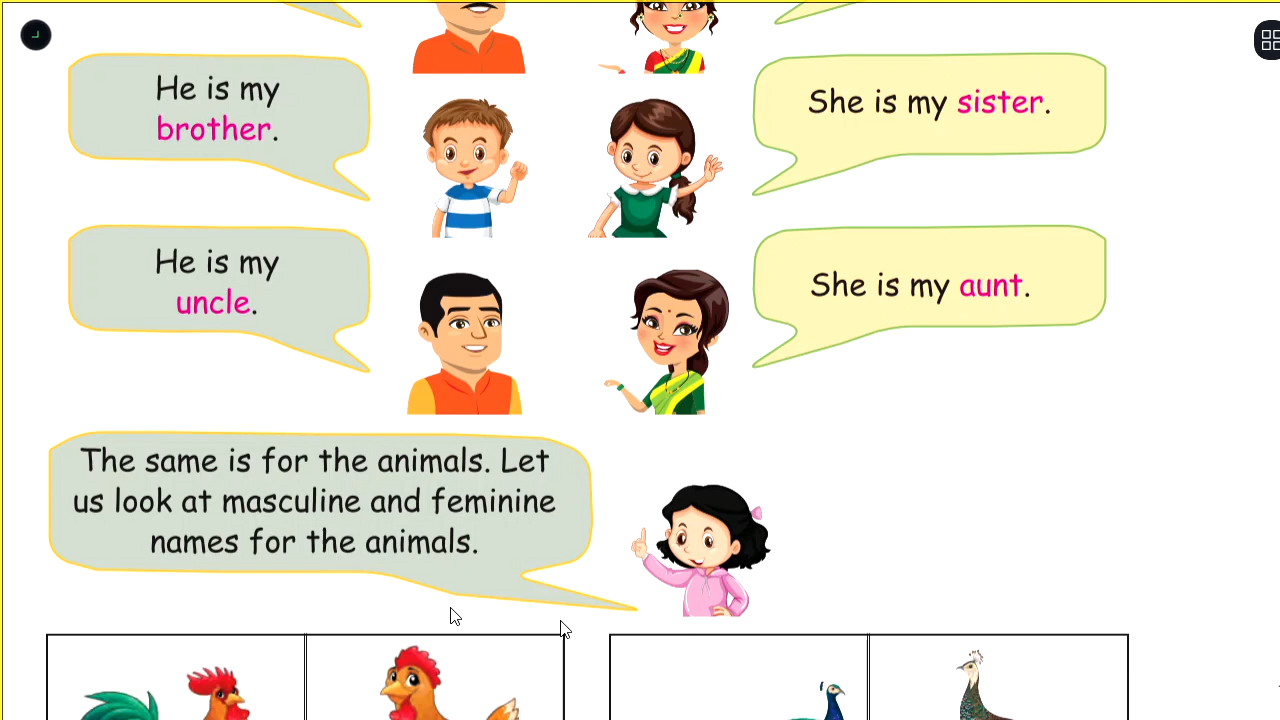 He is my
brother.
She is my sister.
He is my
uncle.
She is my aunt.
The same is for the animals. Let
us look at masculine and feminine
names for the animals.